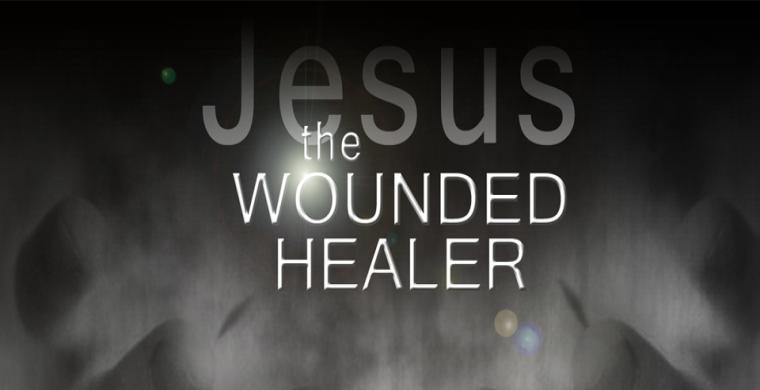 Jesus
the
WOUNDED
HEALER